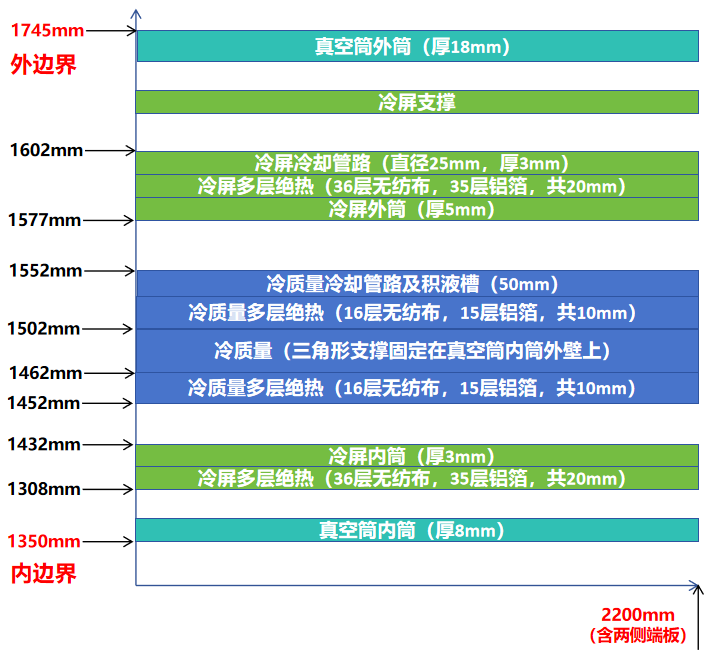 1745mm
外边界
真空筒外筒（厚18mm）
冷屏支撑
1602mm
冷屏冷却管路（直径25mm，厚3mm）
冷屏多层绝热（36层无纺布，35层铝箔，共20mm）
冷屏外筒（厚5mm）
1577mm
1552mm
冷质量冷却管路及积液槽（50mm）
冷质量多层绝热（16层无纺布，15层铝箔，共10mm）
1502mm
冷质量（三角形支撑固定在真空筒内筒外壁上）
1462mm
冷质量多层绝热（16层无纺布，15层铝箔，共10mm）
1452mm
1432mm
冷屏内筒（厚3mm）
冷屏多层绝热（36层无纺布，35层铝箔，共20mm）
1308mm
真空筒内筒（厚8mm）
1350mm
内边界
2200mm
（含两侧端板）